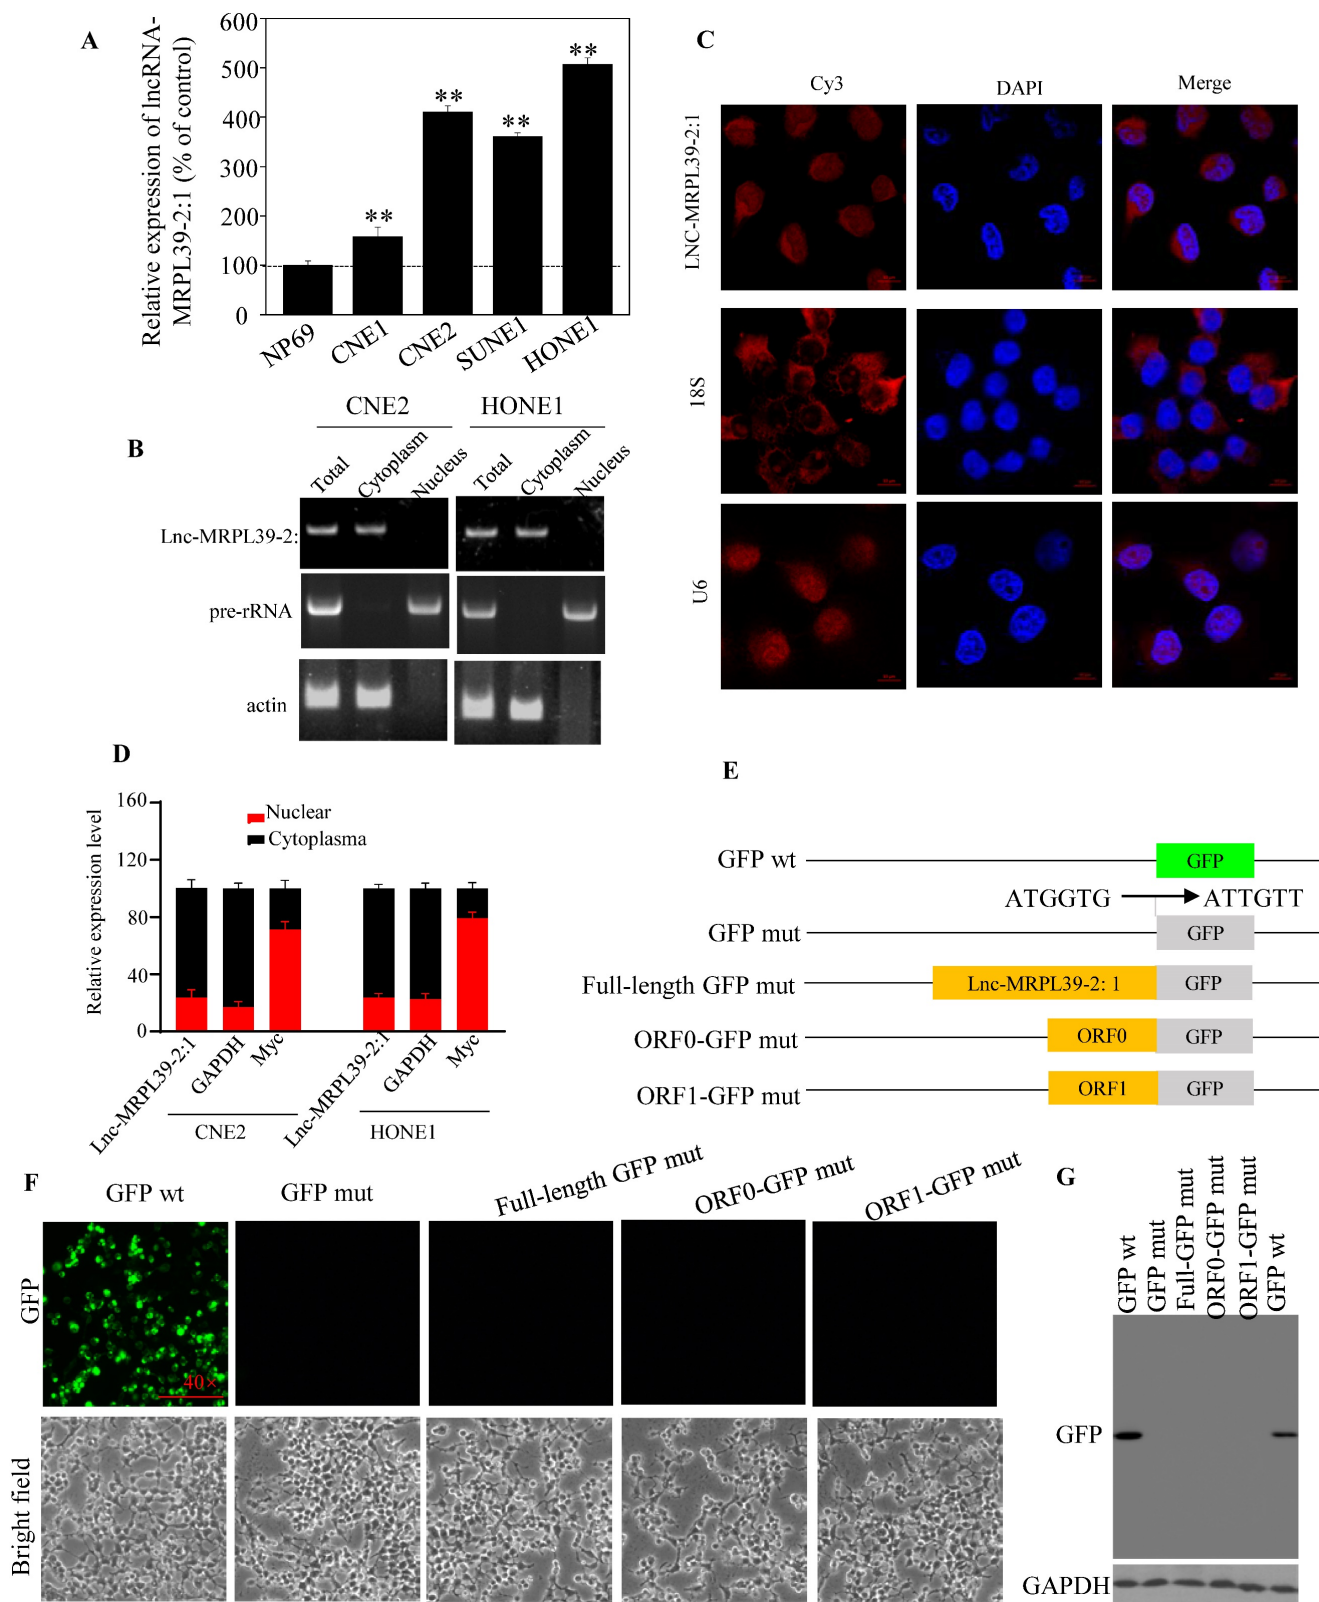 A
Relative expression of lncRNA-
MRPL39-2:1 (% of control)
600
500
400
300
200
100
0
**
**
**
**
NP69
CNE1
CNE2
SUNE1
HONE1
B
CNE2
HONE1
Total
Cytoplasm
Nucleus
Total
Cytoplasm
Nucleus
Lnc-MRPL39-2:
pre-rRNA
actin
C
Cy3
DAPI
Merge
LNC-MRPL39-2:1
18S
U6
D
Relative expression level
160
120
80
40
0
Nuclear
Cytoplasma
Lnc-MRPL39-2:1
GAPDH
Myc
Lnc-MRPL39-2:1
GAPDH
Myc
CNE2
HONE1
E
GFP wt
GFP
ATGGTG
ATTGTT
GFP mut
GFP
Full-length GFP mut
Lnc-MRPL39-2: 1
GFP
ORF0-GFP mut
ORF0
GFP
ORF1-GFP mut
ORF1
GFP
F
GFP wt
GFP mut
Full-length GFP mut
ORF0-GFP mut
ORF1-GFP mut
GFP
40×
Bright field
G
GFP wt
GFP mut
Full-GFP mut
ORF0-GFP mut
ORF1-GFP mut
GFP wt
GFP
GAPDH